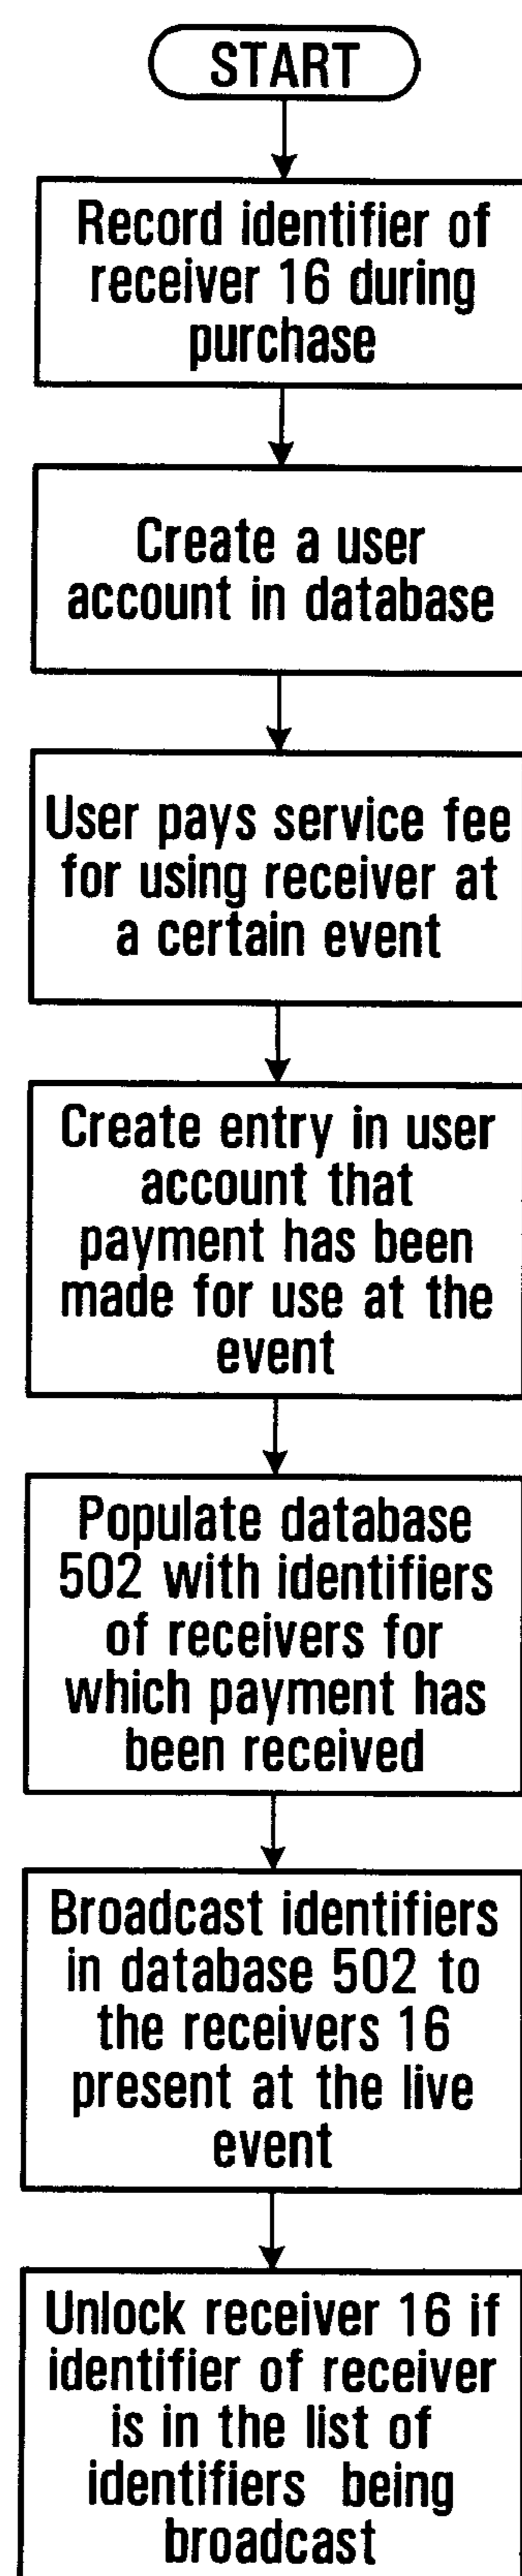 START
Record identifier of
receiver 16 during
purchase
Create a user
account in database
User pays service fee
for using receiver at
a certain event
Create entry in user
account that
payment has been
made for use at the
event
Populate database
502 with identifiers
of receivers for
which payment has
been received
Broadcast identifiers
in database 502 to
the receivers 16
present at the live
event
Unlock receiver 16 if
identifier of receiver
is in the list of
identifiers being
broadcast